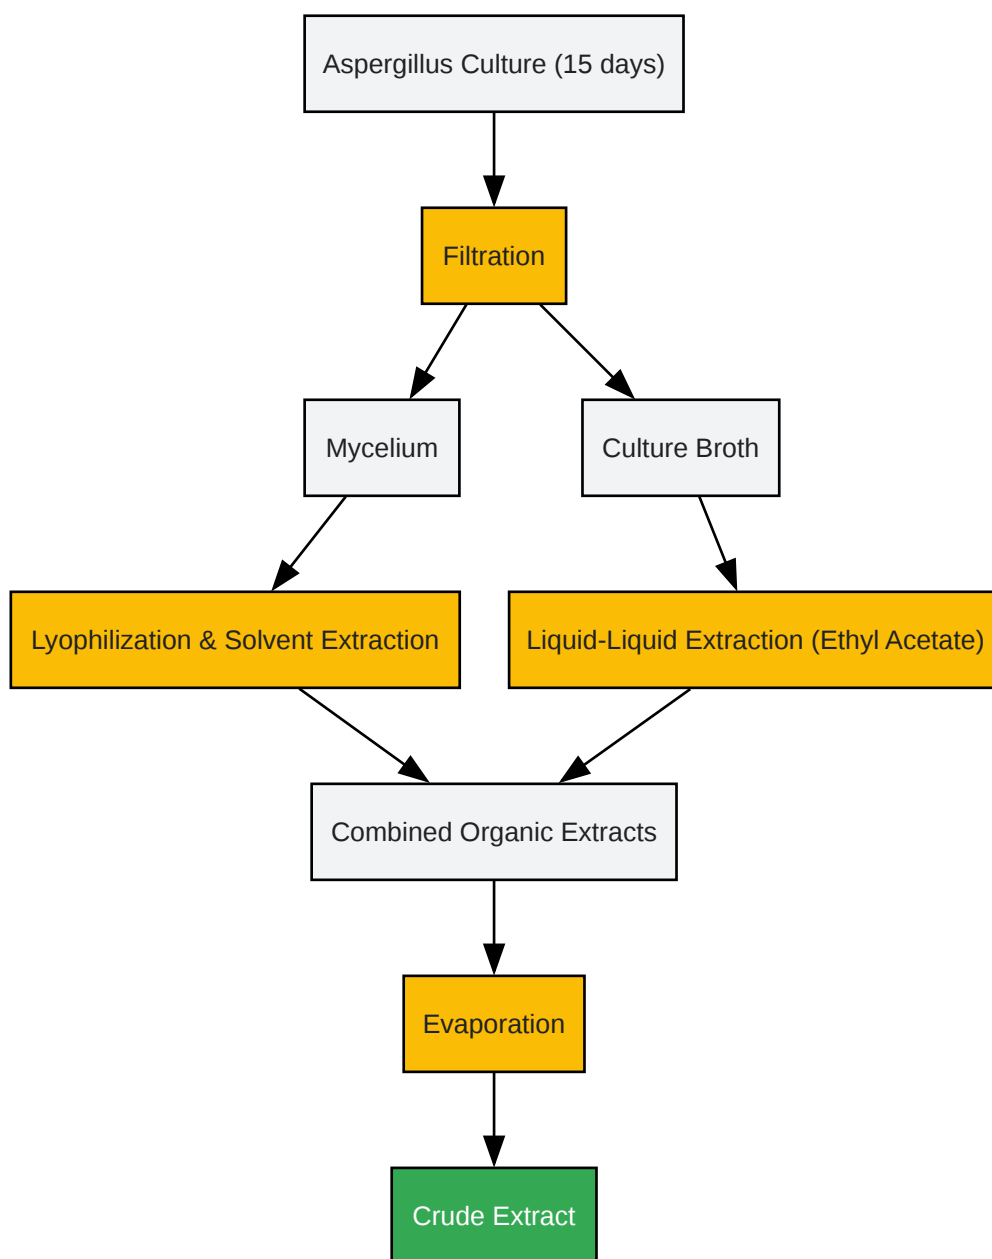 Aspergillus Culture (15 days)
Filtration
Mycelium
Culture Broth
Lyophilization & Solvent Extraction
Liquid-Liquid Extraction (Ethyl Acetate)
Combined Organic Extracts
Evaporation
Crude Extract